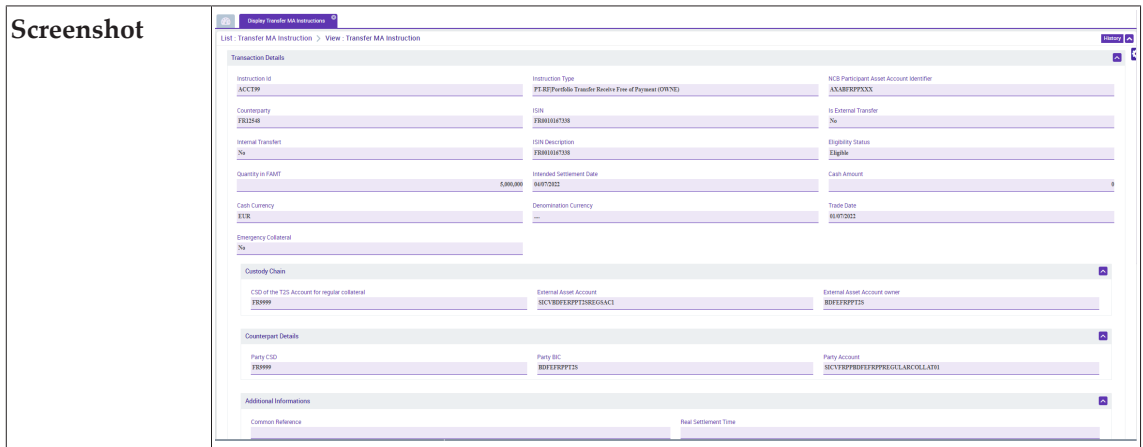 Screenshot
Display Transfer MA Instructions
List : Transfer MA Instruction > View : Transfer MA Instruction
History
Transaction Details
Instruction Id Instruction Type NCB Participant Asset Account Identifier
ACCT99 PT-RF|Portfolio Transfer Receive Free of Payment (OWNE) AXABFRPPXXX
Counterparty ISIN Is External Transfer
FR12548 FR0010167338 No
Internal Transfert ISIN Description Eligibility Status
No FR0010167338 Eligible
Quantity in FAMT Intended Settlement Date Cash Amount
5,000,000 04/07/2022 0
Cash Currency Denomination Currency Trade Date
EUR --- 01/07/2022
Emergency Collateral
No
Custody Chain
CSD of the T2S Account for regular collateral External Asset Account External Asset Account owner
FR9999 SICVBDFERPPT2SREGSAC1 BDFEFRPPT2S
Counterpart Details
Party CSD Party BIC Party Account
FR9999 BDFEFRPPT2S SICVFRPPBDFEFRPPREGULARCOLLAT01
Additional Informations
Common Reference Real Settlement Time